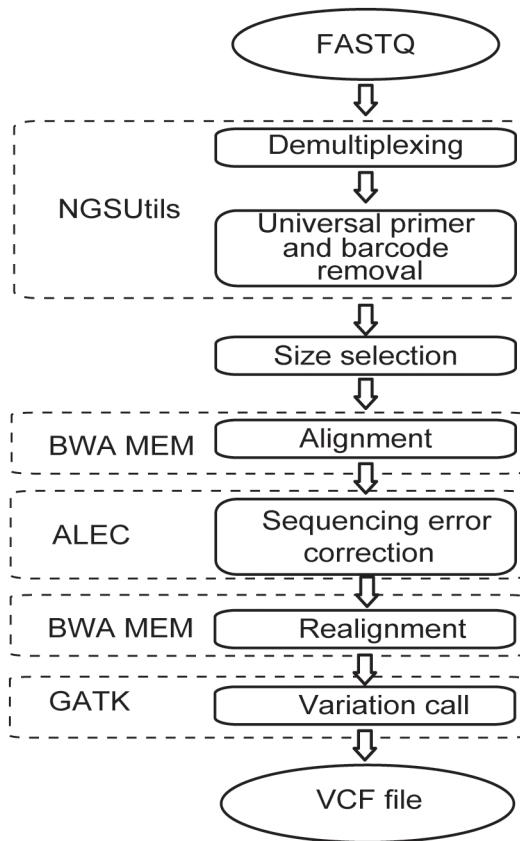 FASTQ
Demultiplexing
NGSUtils
Universal primer
and barcode
removal
Size selection
BWA MEM
Alignment
ALEC
Sequencing error
correction
BWA MEM
Realignment
GATK
Variation call
VCF file